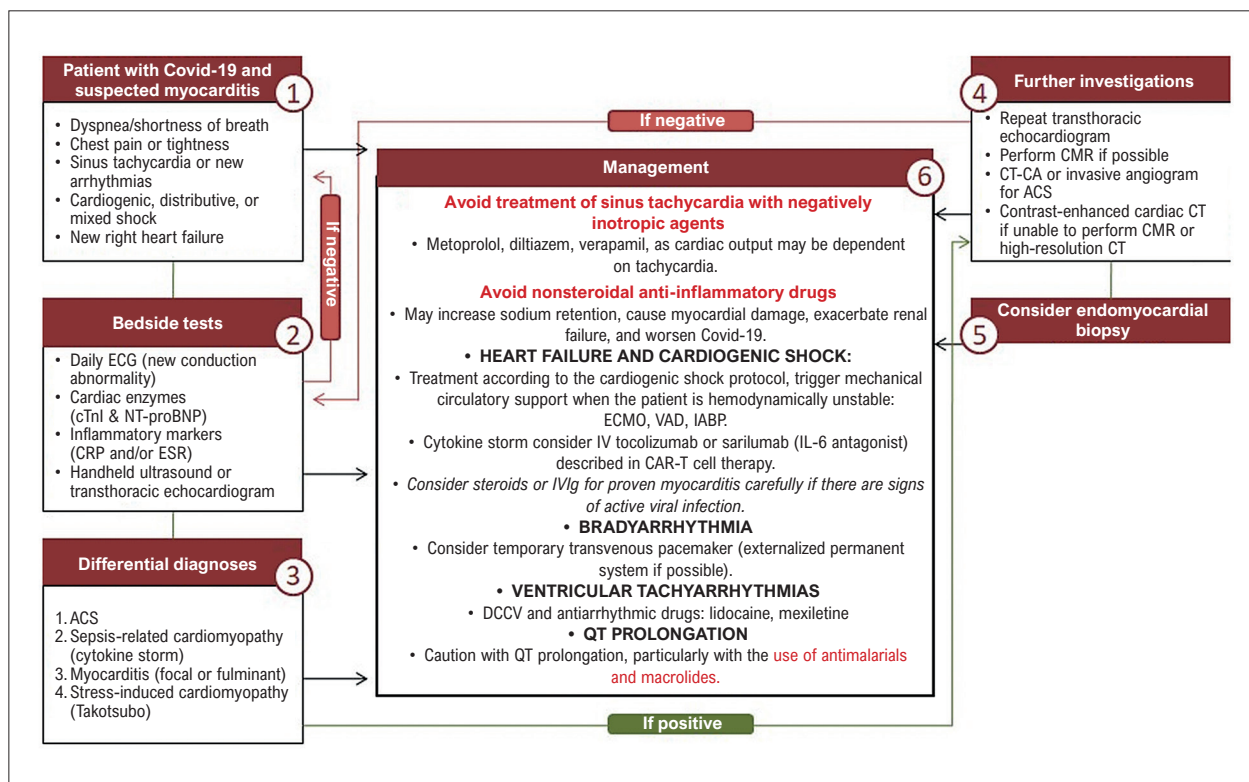 Patient with Covid-19 and
suspected myocarditis
1
• Dyspnea/shortness of breath
• Chest pain or tightness
• Sinus tachycardia or new
arrhythmias
• Cardiogenic, distributive, or
mixed shock
• New right heart failure
If negative
Bedside tests
2
• Daily ECG (new conduction
abnormality)
• Cardiac enzymes
(cTnI & NT-proBNP)
• Inflammatory markers
(CRP and/or ESR)
• Handheld ultrasound or
transthoracic echocardiogram
Differential diagnoses
3
1. ACS
2. Sepsis-related cardiomyopathy
(cytokine storm)
3. Myocarditis (focal or fulminant)
4. Stress-induced cardiomyopathy
(Takotsubo)
If positive
4
Further investigations
• Repeat transthoracic
echocardiogram
• Perform CMR if possible
• CT-CA or invasive angiogram
for ACS
• Contrast-enhanced cardiac CT
if unable to perform CMR or
high-resolution CT
If negative
5
Consider endomyocardial
biopsy
Management
6
Avoid treatment of sinus tachycardia with negatively
inotropic agents
• Metoprolol, diltiazem, verapamil, as cardiac output may be dependent
on tachycardia.
Avoid nonsteroidal anti-inflammatory drugs
• May increase sodium retention, cause myocardial damage, exacerbate renal
failure, and worsen Covid-19.
• HEART FAILURE AND CARDIOGENIC SHOCK:
• Treatment according to the cardiogenic shock protocol, trigger mechanical
circulatory support when the patient is hemodynamically unstable:
ECMO, VAD, IABP.
• Cytokine storm consider IV tocolizumab or sarilumab (IL-6 antagonist)
described in CAR-T cell therapy.
• Consider steroids or IVIg for proven myocarditis carefully if there are signs
of active viral infection.
• BRADYARRHYTHMIA
• Consider temporary transvenous pacemaker (externalized permanent
system if possible).
• VENTRICULAR TACHYARRHYTHMIAS
• DCCV and antiarrhythmic drugs: lidocaine, mexiletine
• QT PROLONGATION
• Caution with QT prolongation, particularly with the use of antimalarials
and macrolides.